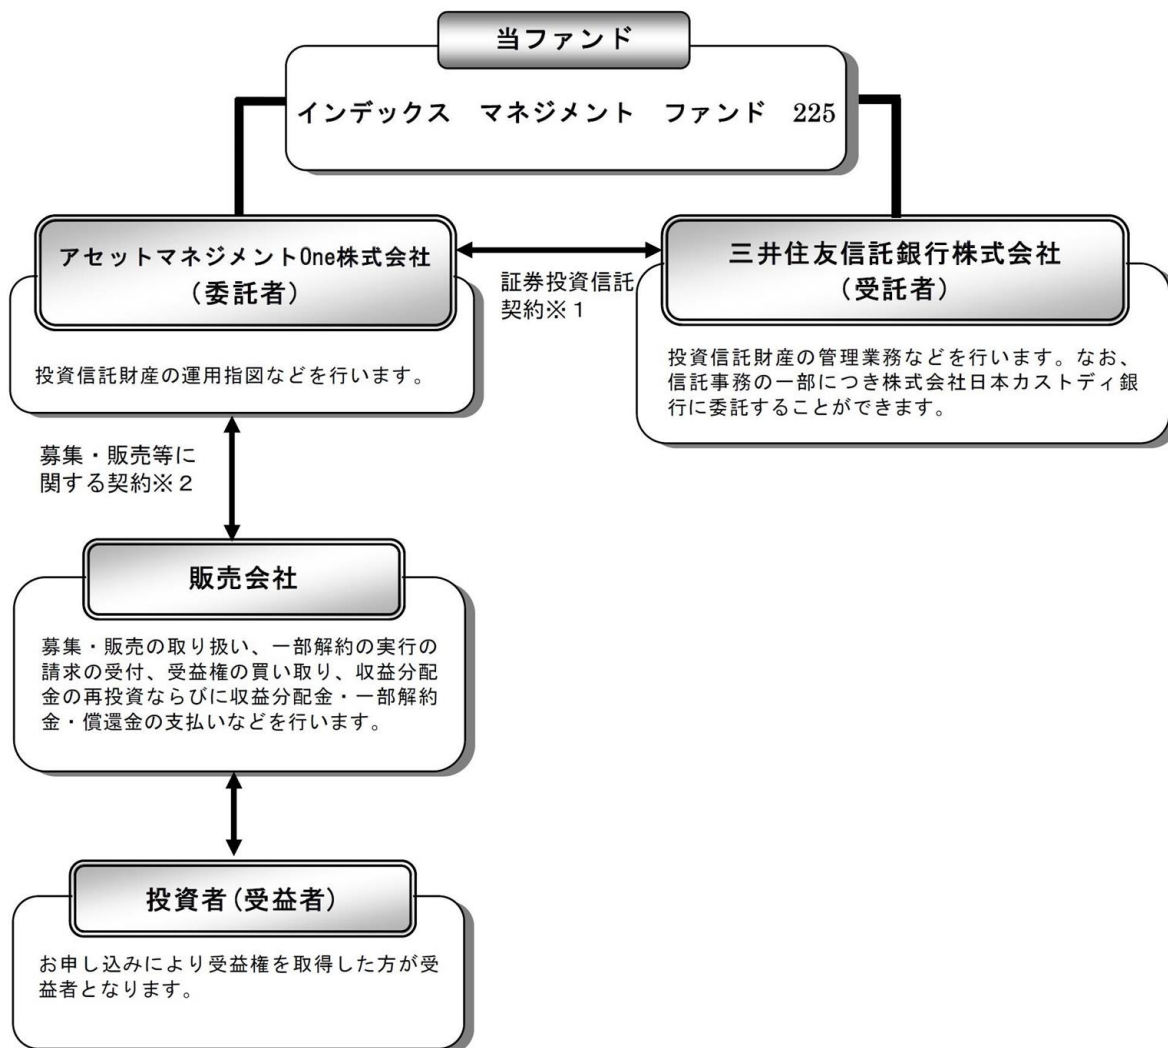 当ファンド
インデックス　マネジメント　ファンド　225
アセットマネジメントOne株式会社
（委託者）
投資信託財産の運用指図などを行います。
証券投資信託
契約※１
三井住友信託銀行株式会社
（受託者）
投資信託財産の管理業務などを行います。なお、
信託事務の一部につき株式会社日本カストディ銀
行に委託することができます。
募集・販売等に
関する契約※２
販売会社
募集・販売の取り扱い、一部解約の実行の
請求の受付、受益権の買い取り、収益分配
金の再投資ならびに収益分配金・一部解約
金・償還金の支払いなどを行います。
投資者（受益者）
お申し込みにより受益権を取得した方が受
益者となります。